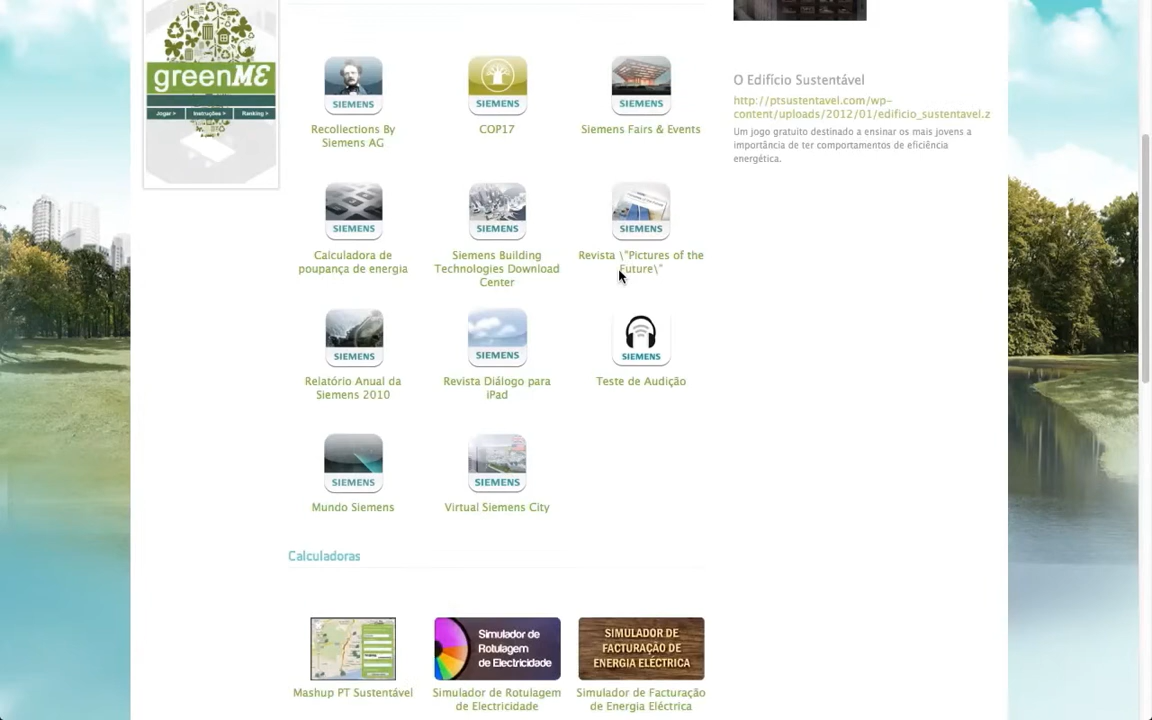 greenME
Jogar >
Instruções >
Ranking >
SIEMENS
SIEMENS
SIEMENS
Recollections By
Siemens AG
COP17
Siemens Fairs & Events
SIEMENS
SIEMENS
SIEMENS
Calculadora de
poupança de energia
Siemens Building
Technologies Download
Center
Revista \"Pictures of the
Future\"
SIEMENS
SIEMENS
SIEMENS
Relatório Anual da
Siemens 2010
Revista Diálogo para
iPad
Teste de Audição
SIEMENS
SIEMENS
Mundo Siemens
Virtual Siemens City
Calculadoras
Simulador de
Rotulagem
de Electricidade
SIMULADOR DE
FACTURAÇÃO DE
ENERGIA ELÉCTRICA
Mashup PT Sustentável
Simulador de Rotulagem
de Electricidade
Simulador de Facturação
de Energia Eléctrica
O Edifício Sustentável
http://ptsustentavel.com/wp-
content/uploads/2012/01/edificio_sustentavel.z
Um jogo gratuito destinado a ensinar os mais jovens a
importância de ter comportamentos de eficiência
energética.